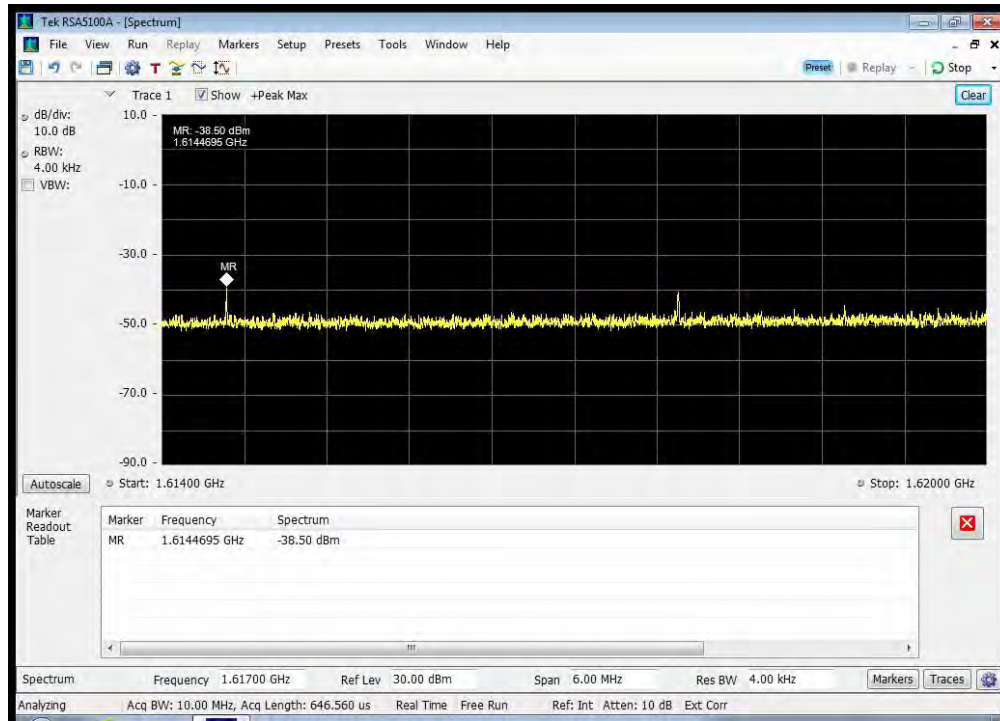 Tek RSA5100A - [Spectrum]
File View Run Replay Markers Setup Presets Tools Window Help
T Preset Replay Stop
Trace 1 Show +Peak Max Clear
dB/div:
10.0 dB
RBW:
4.00 kHz
VBW:
10.0
-10.0
-30.0
-50.0
-70.0
-90.0
MR: -38.50 dBm
1.6144695 GHz
MR
Autoscale Start: 1.61400 GHz Stop: 1.62000 GHz
Marker
Readout
Table
Marker Frequency Spectrum
MR 1.6144695 GHz -38.50 dBm
Spectrum Frequency 1.61700 GHz Ref Lev 30.00 dBm Span 6.00 MHz Res BW 4.00 kHz Markers Traces
Analyzing Acq BW: 10.00 MHz, Acq Length: 646.560 us Real Time Free Run Ref: Int Atten: 10 dB Ext Corr